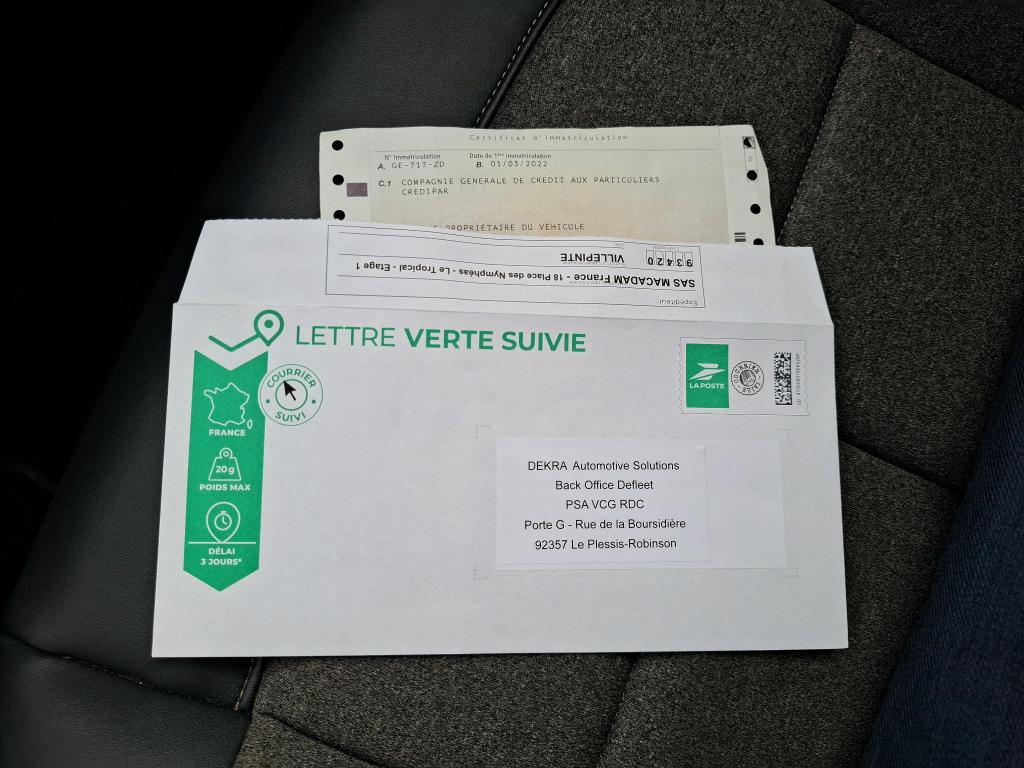 Certificat d'immatriculation
N° Immatriculation
Date de 1ère immatriculation
A. GE-717-ZD
B. 01/03/2022
C.1 COMPAGNIE GENERALE DE CREDIT AUX PARTICULIERS
CREDIPAR
PROPRIÉTAIRE DU VÉHICULE
Expéditeur
SAS MACADAM France - 18 Place des Nymphéas - Le Tropical - Etage 1
93420
VILLEPINTE
LETTRE VERTE SUIVIE
COURRIER
SUIVI
FRANCE
20g
POIDS MAX
DÉLAI
3 JOURS*
LA POSTE
DEKRA Automotive Solutions
Back Office Defleet
PSA VCG RDC
Porte G - Rue de la Boursidière
92357 Le Plessis-Robinson